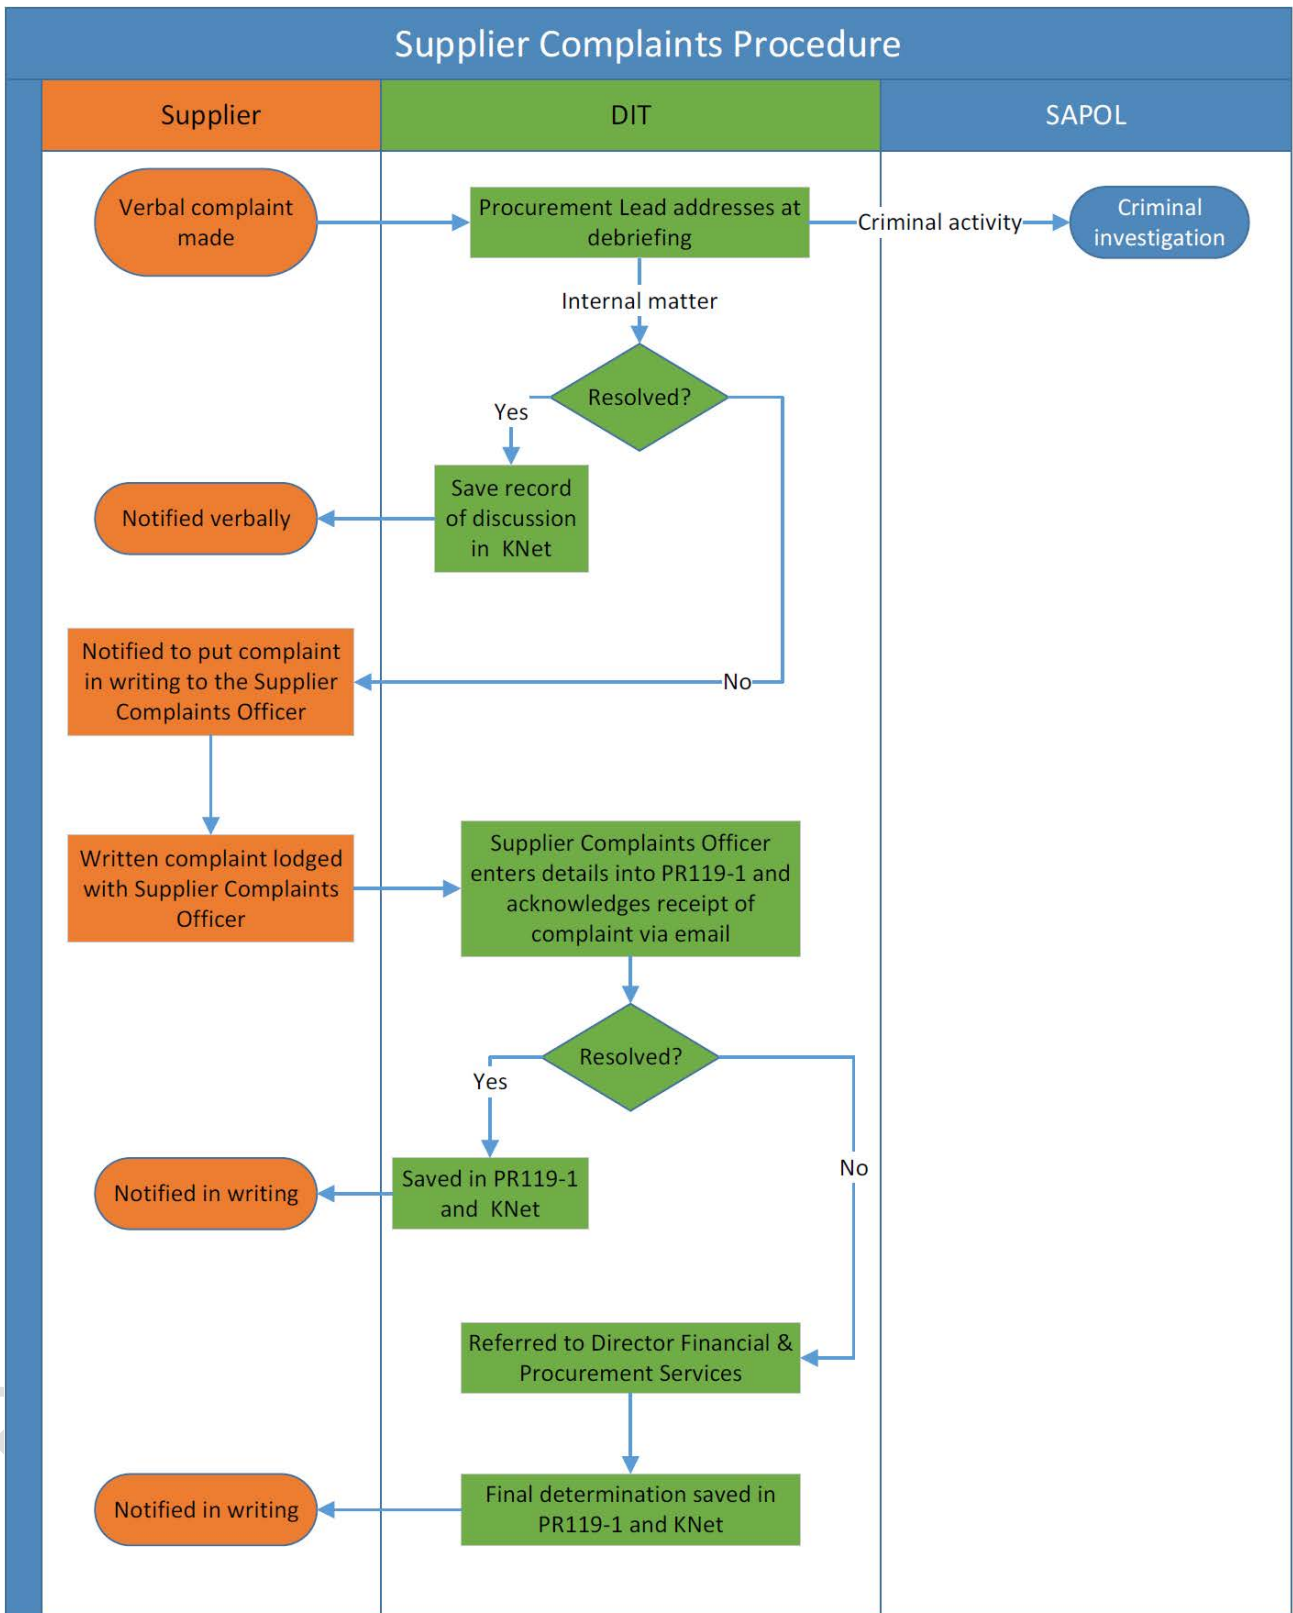 Supplier Complaints Procedure
Supplier
DIT
SAPOL
Verbal complaint
made
Procurement Lead addresses at
debriefing
Criminal activity
Criminal
investigation
Internal matter
Resolved?
Yes
Save record
of discussion
in KNet
Notified verbally
No
Notified to put complaint
in writing to the Supplier
Complaints Officer
Written complaint lodged
with Supplier Complaints
Officer
Supplier Complaints Officer
enters details into PR119-1 and
acknowledges receipt of
complaint via email
Resolved?
Yes
No
Saved in PR119-1
and KNet
Notified in writing
Referred to Director Financial &
Procurement Services
Final determination saved in
PR119-1 and KNet
Notified in writing